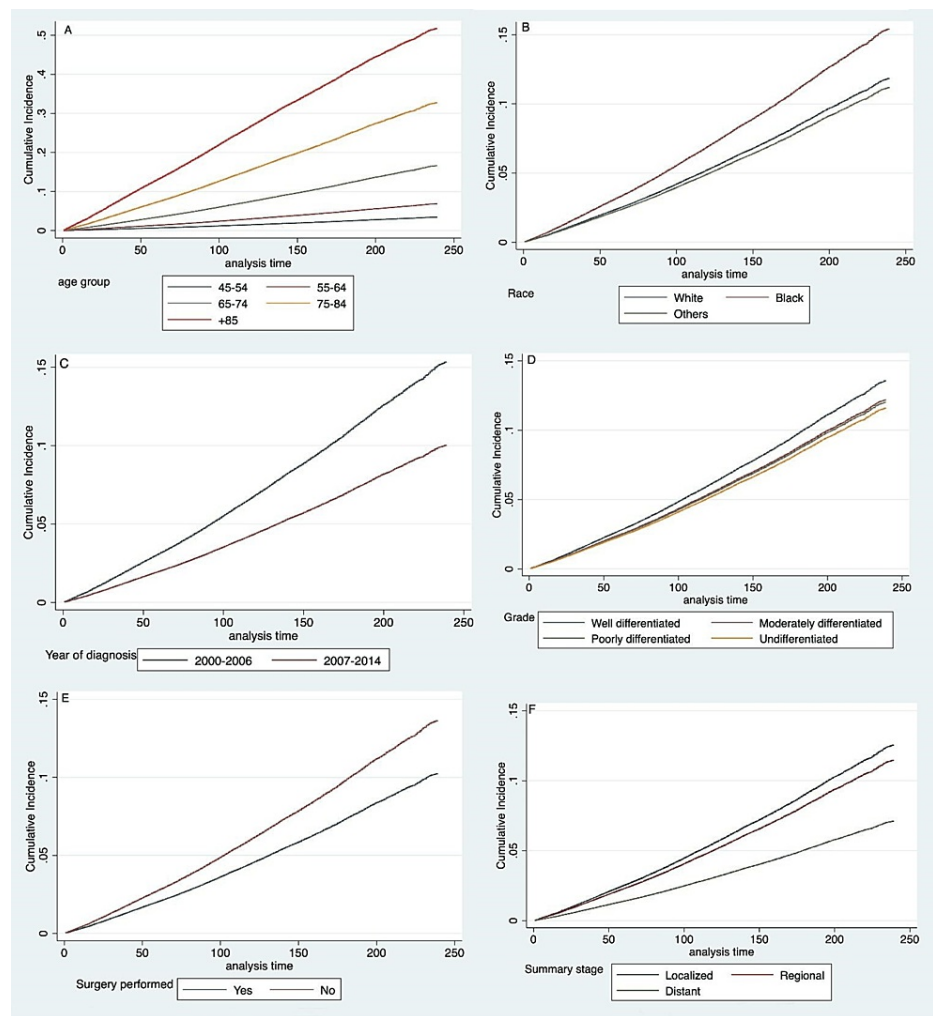 A
Cumulative Incidence
.5
.4
.3
.2
.1
0
0 50 100 150 200 250
analysis time
age group
45-54 55-64
65-74 75-84
+85
B
Cumulative Incidence
.15
.1
.05
0
0 50 100 150 200 250
analysis time
Race
White Black
Others
C
Cumulative Incidence
.15
.1
.05
0
0 50 100 150 200 250
analysis time
Year of diagnosis
2000-2006 2007-2014
D
Cumulative Incidence
.15
.1
.05
0
0 50 100 150 200 250
analysis time
Grade
Well differentiated Moderately differentiated
Poorly differentiated Undifferentiated
E
Cumulative Incidence
.15
.1
.05
0
0 50 100 150 200 250
analysis time
Surgery performed
Yes No
F
Cumulative Incidence
.15
.1
.05
0
0 50 100 150 200 250
analysis time
Summary stage
Localized Regional
Distant